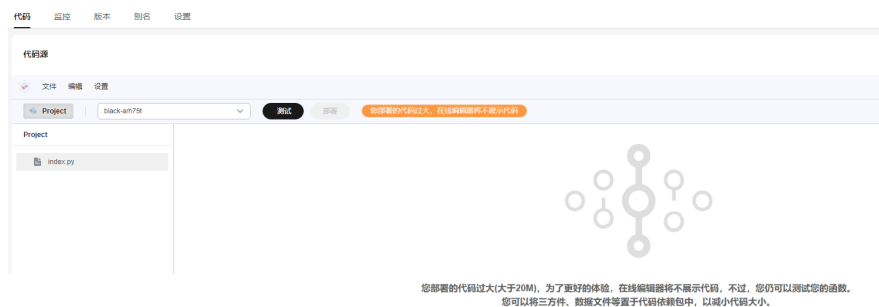 代码 监控 版本 别名 设置
代码源
文件 编辑 设置
Project black-arh75t 测试 部署 您部署的代码过大，在线编辑器将不展示代码
Project
index.py
您部署的代码过大(大于20M)，为了更好的体验，在线编辑器将不展示代码，不过，您仍可以测试您的函数。
您可以将三方件、数据文件等置于代码依赖包中，以减小代码大小。